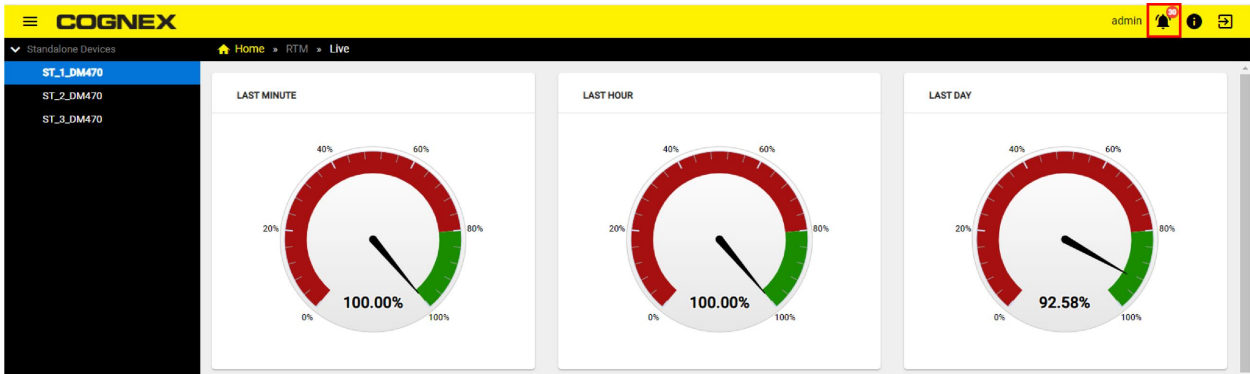 COGNEX
admin
30
Standalone Devices
Home » RTM » Live
ST_1_DM470
ST_2_DM470
ST_3_DM470
LAST MINUTE
0%
20%
40%
60%
80%
100%
100.00%
LAST HOUR
0%
20%
40%
60%
80%
100%
100.00%
LAST DAY
0%
20%
40%
60%
80%
100%
92.58%